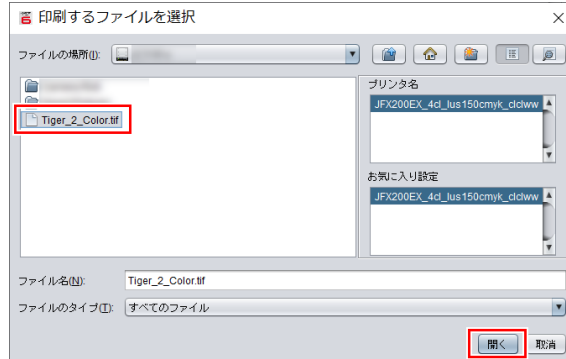 印刷するファイルを選択
ファイルの場所(I):
プリンタ名
JFX200EX_4cl_lus150cmyk_clclww
Tiger_2_Color.tif
お気に入り設定
JFX200EX_4cl_lus150cmyk_clclww
ファイル名(N): Tiger_2_Color.tif
ファイルのタイプ(T): すべてのファイル
開く 取消